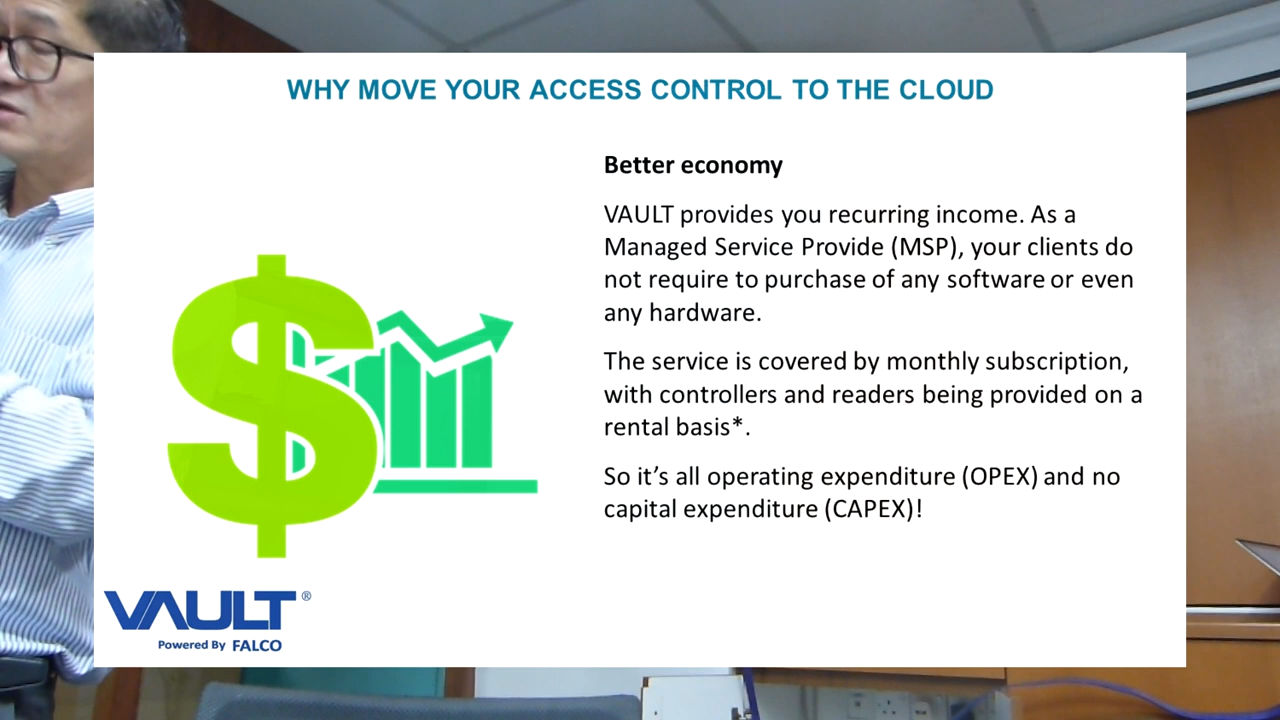 WHY MOVE YOUR ACCESS CONTROL TO THE CLOUD
Better economy
VAULT provides you recurring income. As a
Managed Service Provide (MSP), your clients do
not require to purchase of any software or even
any hardware.
The service is covered by monthly subscription,
with controllers and readers being provided on a
rental basis*.
So it’s all operating expenditure (OPEX) and no
capital expenditure (CAPEX)!
VAULT ®
Powered By FALCO